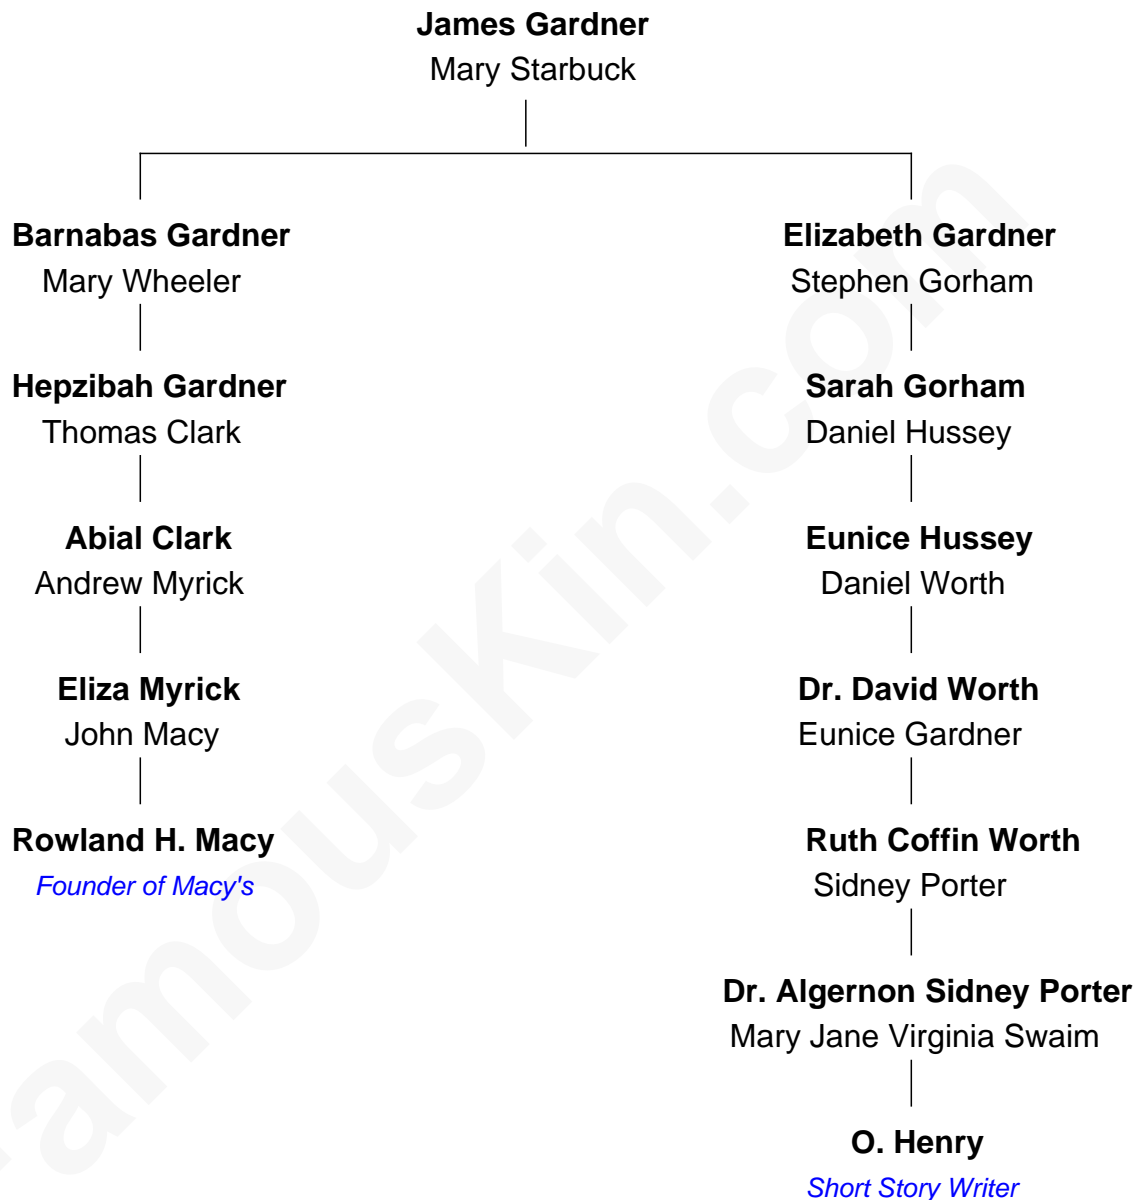 James Gardner
Mary Starbuck
Barnabas Gardner
Mary Wheeler
Elizabeth Gardner
Stephen Gorham
Hepzibah Gardner
Thomas Clark
Sarah Gorham
Daniel Hussey
Abial Clark
Andrew Myrick
Eunice Hussey
Daniel Worth
Eliza Myrick
John Macy
Dr. David Worth
Eunice Gardner
Rowland H. Macy
Founder of Macy's
Ruth Coffin Worth
Sidney Porter
Dr. Algernon Sidney Porter
Mary Jane Virginia Swaim
O. Henry
Short Story Writer
FamousKin.com